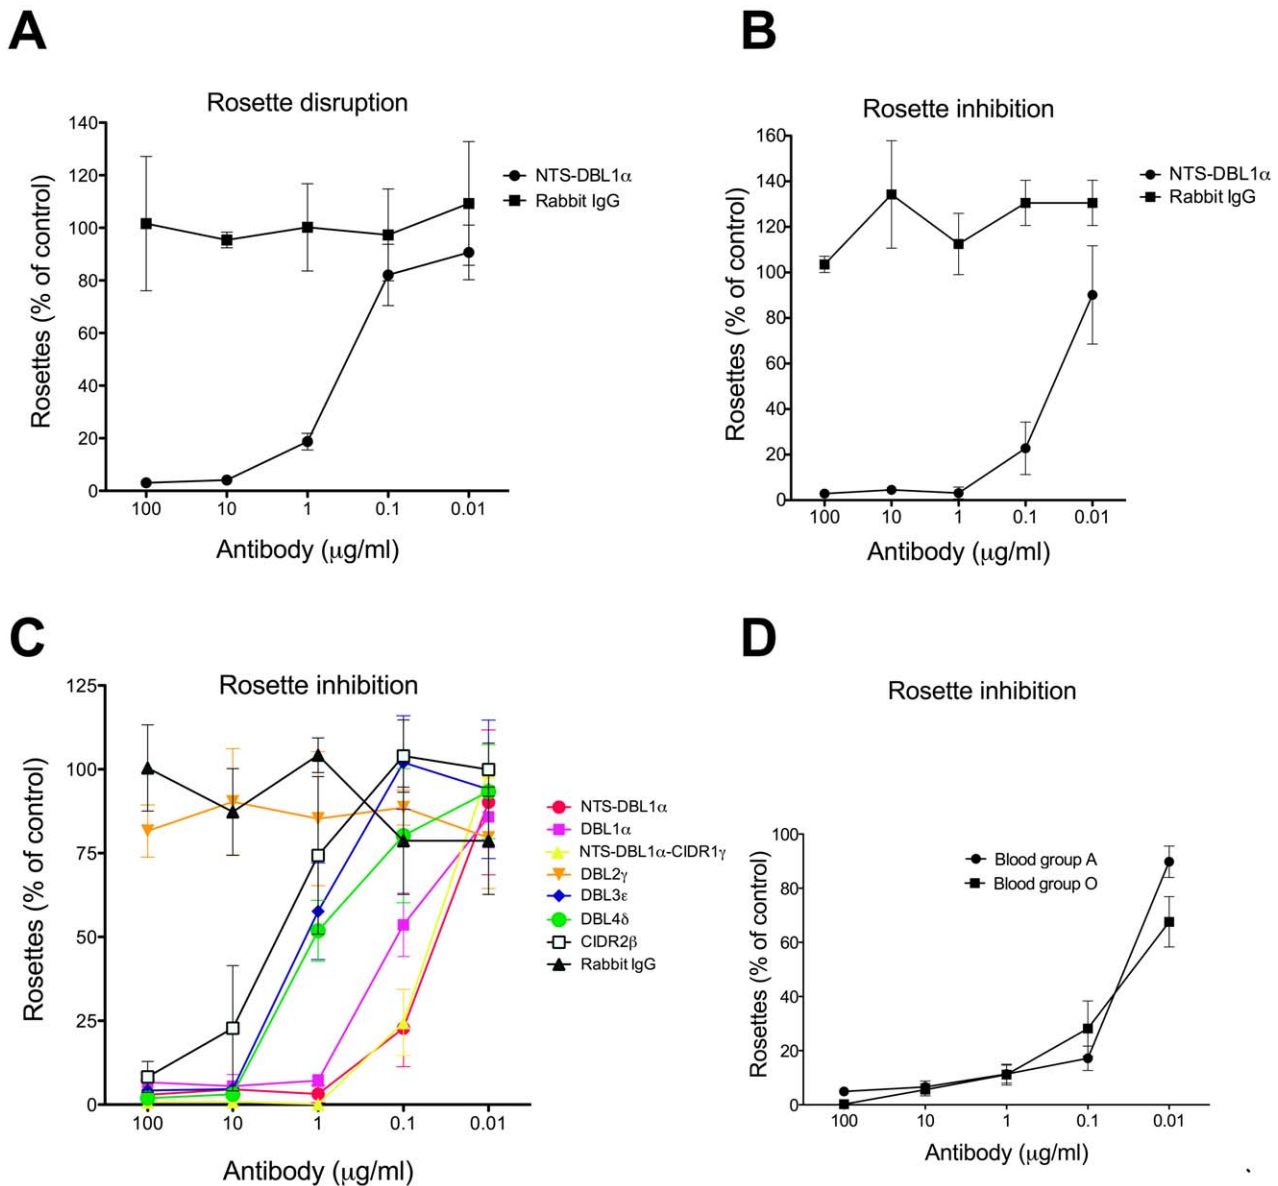 A
Rosette disruption
140
120
100
80
60
40
20
0
Rosettes (% of control)
100 10 1 0.1 0.01
Antibody (μg/ml)
NTS-DBL1α
Rabbit IgG
B
Rosette inhibition
160
140
120
100
80
60
40
20
0
Rosettes (% of control)
100 10 1 0.1 0.01
Antibody (μg/ml)
NTS-DBL1α
Rabbit IgG
C
Rosette inhibition
125
100
75
50
25
0
Rosettes (% of control)
100 10 1 0.1 0.01
Antibody (μg/ml)
NTS-DBL1α
DBL1α
NTS-DBL1α-CIDR1γ
DBL2γ
DBL3ε
DBL4δ
CIDR2β
Rabbit IgG
D
Rosette inhibition
100
80
60
40
20
0
Rosettes (% of control)
100 10 1 0.1 0.01
Antibody (μg/ml)
Blood group A
Blood group O